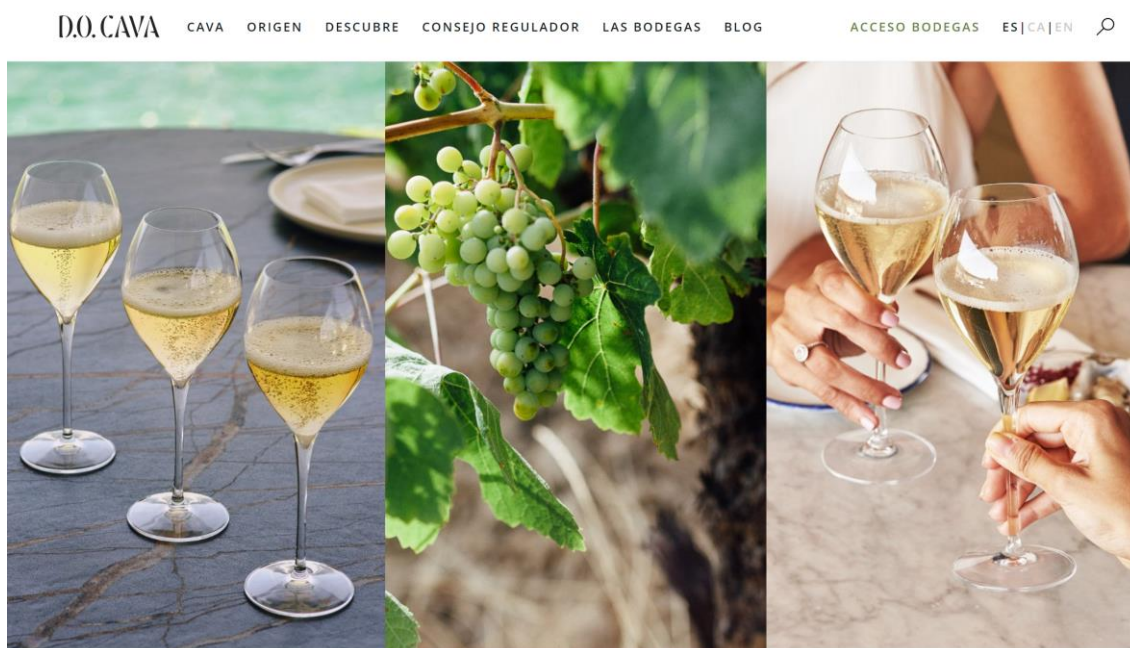 D.O. CAVA CAVA ORIGEN DESCUBRE CONSEJO REGULADOR LAS BODEGAS BLOG ACCESO BODEGAS ES|CA|EN